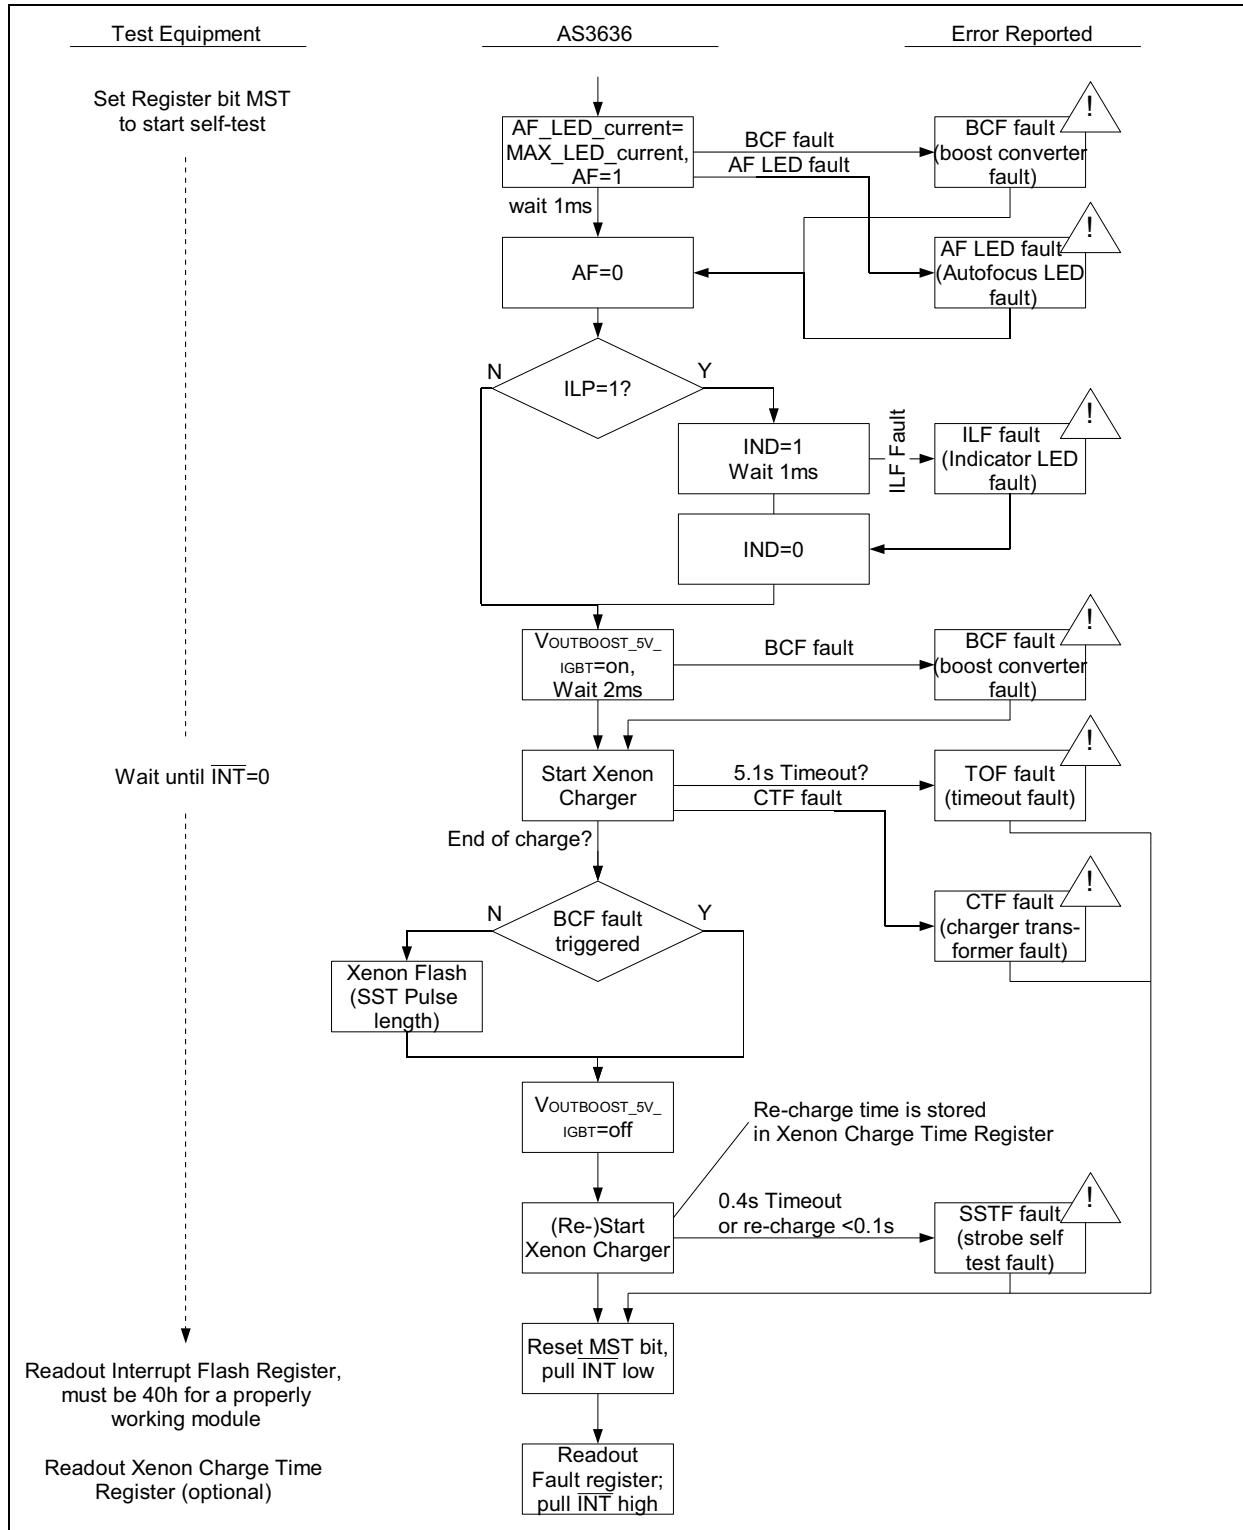 Test Equipment
AS3636
Error Reported
Set Register bit MST
to start self-test
AF_LED_current=
MAX_LED_current,
AF=1
BCF fault
AF LED fault
!
BCF fault
(boost converter
fault)
wait 1ms
AF=0
!
AF LED fault
(Autofocus LED
fault)
N
Y
ILP=1?
IND=1
Wait 1ms
ILF Fault
!
ILF fault
(Indicator LED
fault)
IND=0
VOUTBOOST_5V_
IGBT=on,
Wait 2ms
BCF fault
!
BCF fault
(boost converter
fault)
Wait until INT=0
Start Xenon
Charger
5.1s Timeout?
CTF fault
!
TOF fault
(timeout fault)
End of charge?
N
Y
BCF fault
triggered
!
CTF fault
(charger trans-
former fault)
Xenon Flash
(SST Pulse
length)
VOUTBOOST_5V_
IGBT=off
Re-charge time is stored
in Xenon Charge Time Register
(Re-)Start
Xenon Charger
0.4s Timeout
or re-charge <0.1s
!
SSTF fault
(strobe self
test fault)
Reset MST bit,
pull INT low
Readout Interrupt Flash Register,
must be 40h for a properly
working module
Readout Xenon Charge Time
Register (optional)
Readout
Fault register;
pull INT high